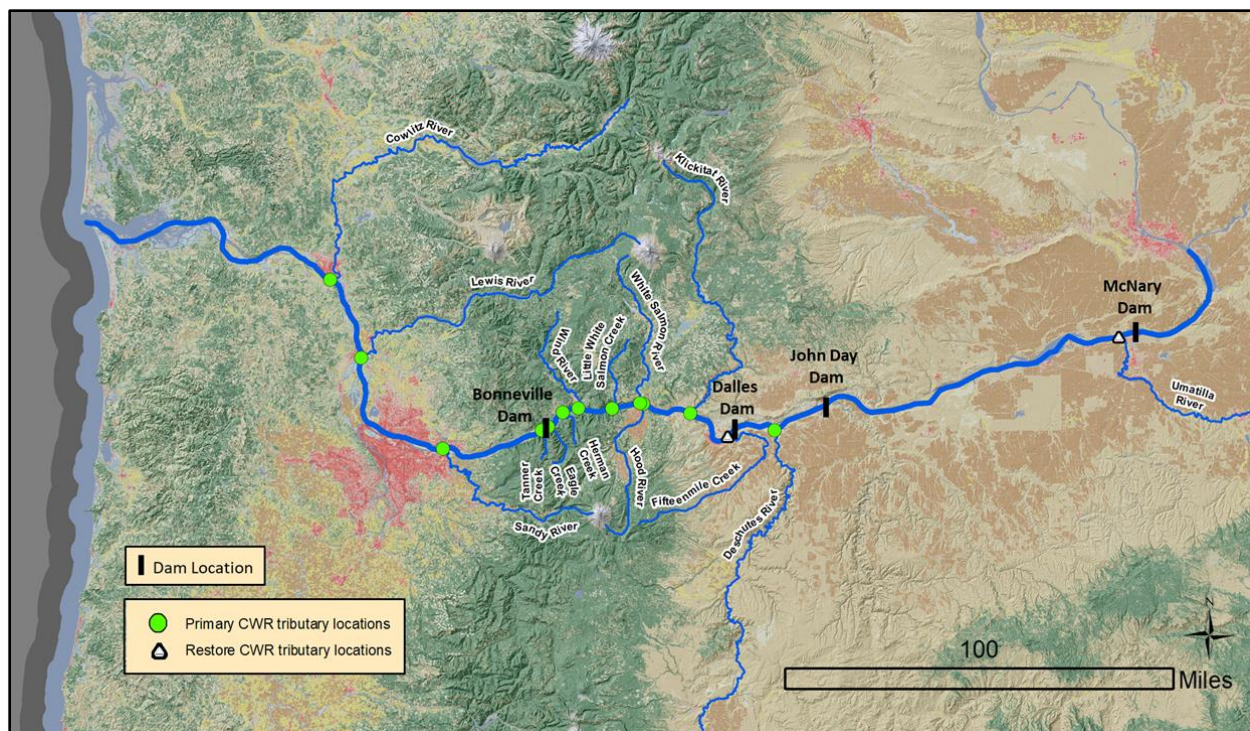 Cowlitz River
Klickitat River
Lewis River
White Salmon River
Wind River
Little White
Salmon Creek
McNary
Dam
John Day
Dam
Dalles
Dam
Bonneville
Dam
Umatilla
River
Tanner
Creek
Eagle
Creek
Herman
Creek
Hood River
Fifteenmile Creek
Sandy River
Deschutes River
Dam Location
Primary CWR tributary locations
Restore CWR tributary locations
N
100
Miles